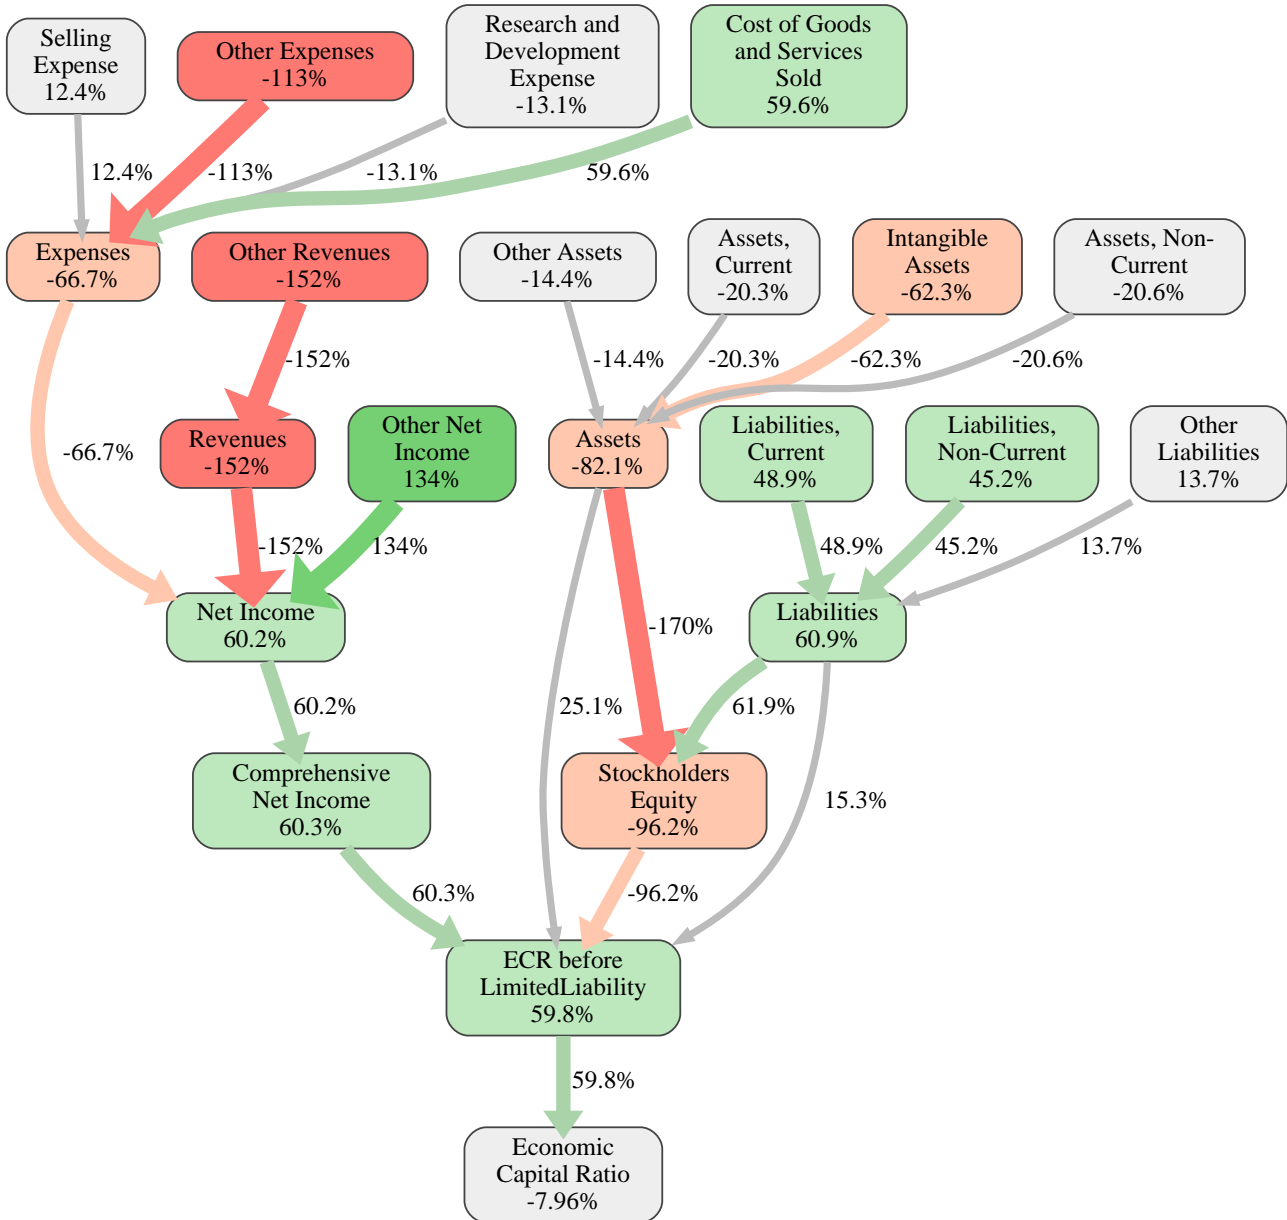 Selling
Expense
12.4%
Other Expenses
-113%
Research and
Development
Expense
-13.1%
Cost of Goods
and Services
Sold
59.6%
12.4%
-113%
-13.1%
59.6%
Expenses
-66.7%
Other Revenues
-152%
Other Assets
-14.4%
Assets,
Current
-20.3%
Intangible
Assets
-62.3%
Assets, Non-
Current
-20.6%
-152%
-14.4%
-20.3%
-62.3%
-20.6%
-66.7%
Revenues
-152%
Other Net
Income
134%
Assets
-82.1%
Liabilities,
Current
48.9%
Liabilities,
Non-Current
45.2%
Other
Liabilities
13.7%
-152%
134%
48.9%
45.2%
13.7%
Net Income
60.2%
-170%
Liabilities
60.9%
60.2%
25.1%
61.9%
Comprehensive
Net Income
60.3%
Stockholders
Equity
-96.2%
15.3%
60.3%
-96.2%
ECR before
LimitedLiability
59.8%
59.8%
Economic
Capital Ratio
-7.96%